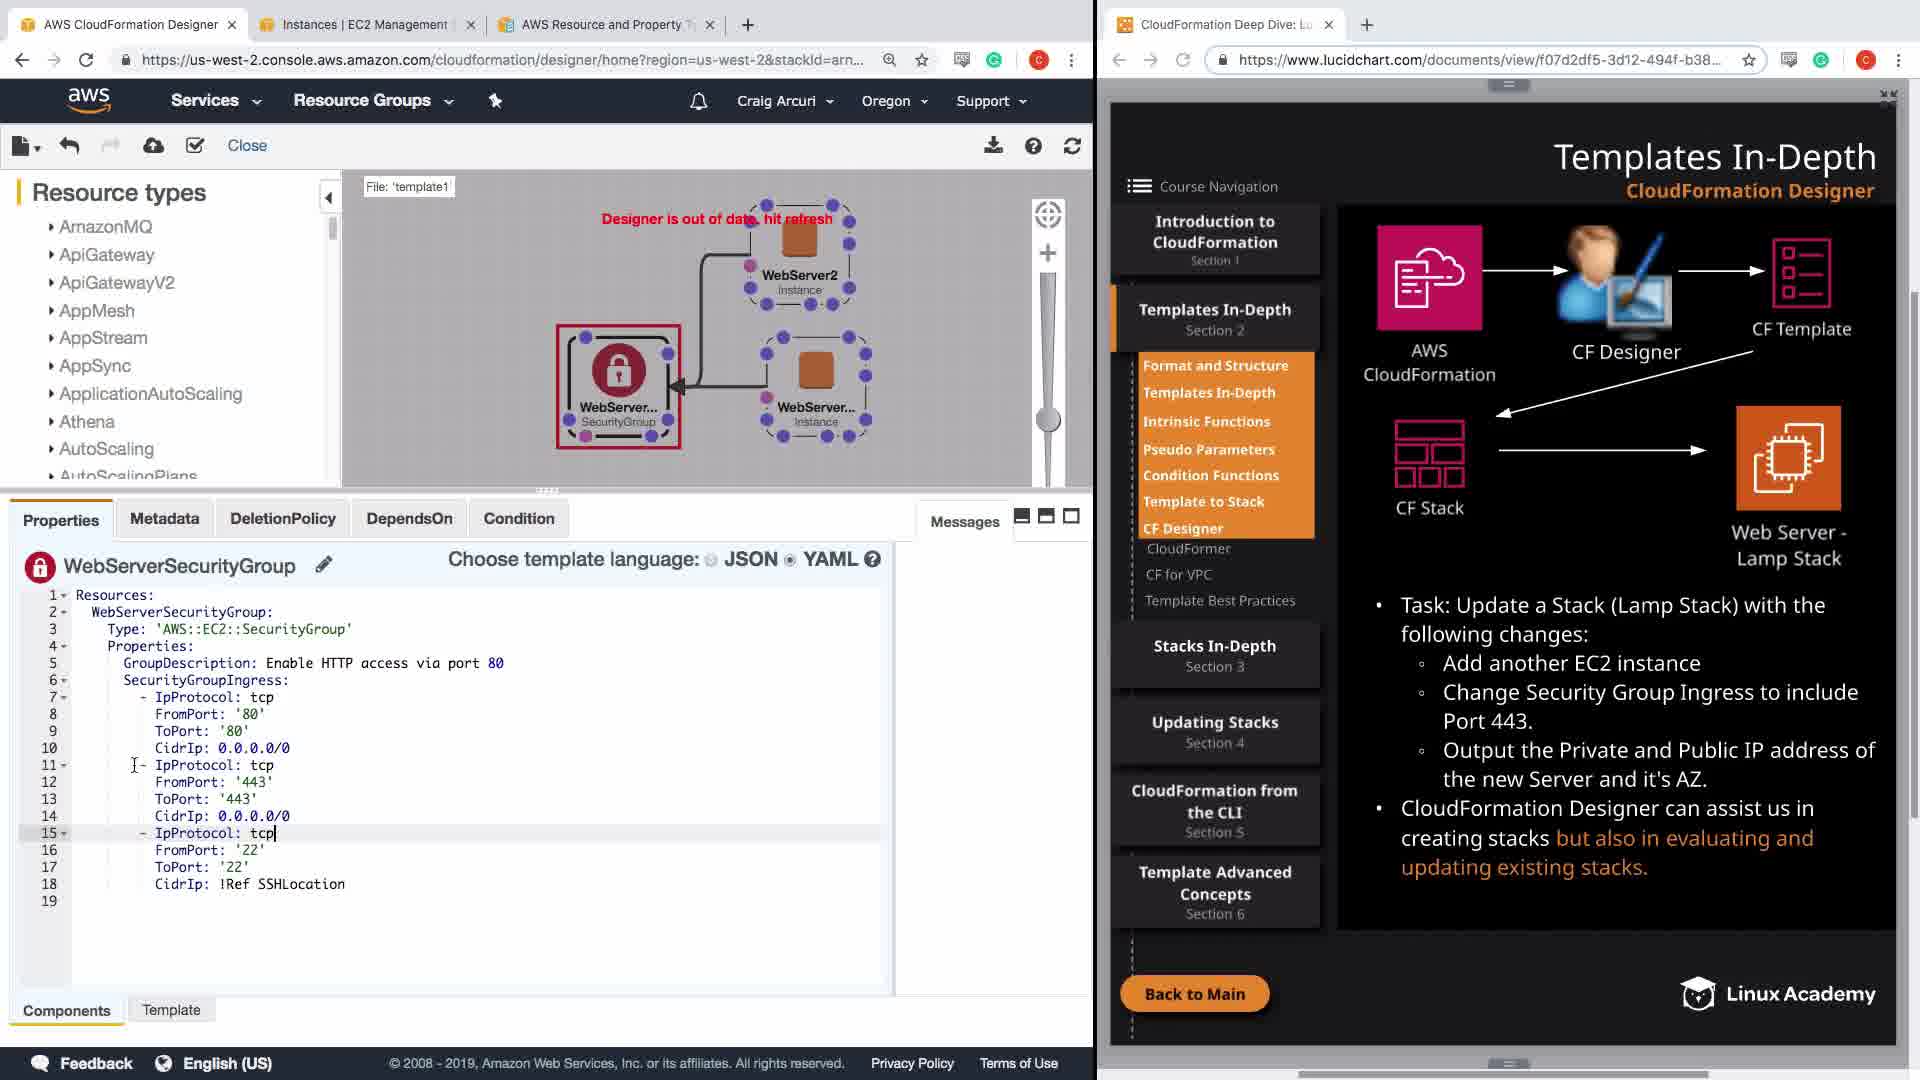 AWS CloudFormation Designer
Instances | EC2 Management
AWS Resource and Property T
CloudFormation Deep Dive: Lu
https://us-west-2.console.aws.amazon.com/cloudformation/designer/home?region=us-west-2&stackId=arn...
C
https://www.lucidchart.com/documents/view/f07d2df5-3d12-494f-b38...
C
aws
Services
Resource Groups
Craig Arcuri
Oregon
Support
Close
Resource types
AmazonMQ
ApiGateway
ApiGatewayV2
AppMesh
AppStream
AppSync
ApplicationAutoScaling
Athena
AutoScaling
AutoScalingPlans
File: 'template1'
Designer is out of date, hit refresh
WebServer2
Instance
WebServer...
SecurityGroup
WebServer...
Instance
Properties
Metadata
DeletionPolicy
DependsOn
Condition
Messages
WebServerSecurityGroup
Choose template language: JSON YAML
1 Resources:
2 WebServerSecurityGroup:
3 Type: 'AWS::EC2::SecurityGroup'
4 Properties:
5 GroupDescription: Enable HTTP access via port 80
6 SecurityGroupIngress:
7 - IpProtocol: tcp
8 FromPort: '80'
9 ToPort: '80'
10 CidrIp: 0.0.0.0/0
11 - IpProtocol: tcp
12 FromPort: '443'
13 ToPort: '443'
14 CidrIp: 0.0.0.0/0
15 - IpProtocol: tcp
16 FromPort: '22'
17 ToPort: '22'
18 CidrIp: !Ref SSHLocation
19
Components
Template
Feedback
English (US)
© 2008 - 2019, Amazon Web Services, Inc. or its affiliates. All rights reserved.
Privacy Policy
Terms of Use
Templates In-Depth
CloudFormation Designer
Course Navigation
Introduction to
CloudFormation
Section 1
Templates In-Depth
Section 2
Format and Structure
Templates In-Depth
Intrinsic Functions
Pseudo Parameters
Condition Functions
Template to Stack
CF Designer
CloudFormer
CF for VPC
Template Best Practices
Stacks In-Depth
Section 3
Updating Stacks
Section 4
CloudFormation from
the CLI
Section 5
Template Advanced
Concepts
Section 6
Back to Main
AWS
CloudFormation
CF Designer
CF Template
CF Stack
Web Server -
Lamp Stack
• Task: Update a Stack (Lamp Stack) with the
following changes:
◦ Add another EC2 instance
◦ Change Security Group Ingress to include
Port 443.
◦ Output the Private and Public IP address of
the new Server and it's AZ.
• CloudFormation Designer can assist us in
creating stacks but also in evaluating and
updating existing stacks.
Linux Academy